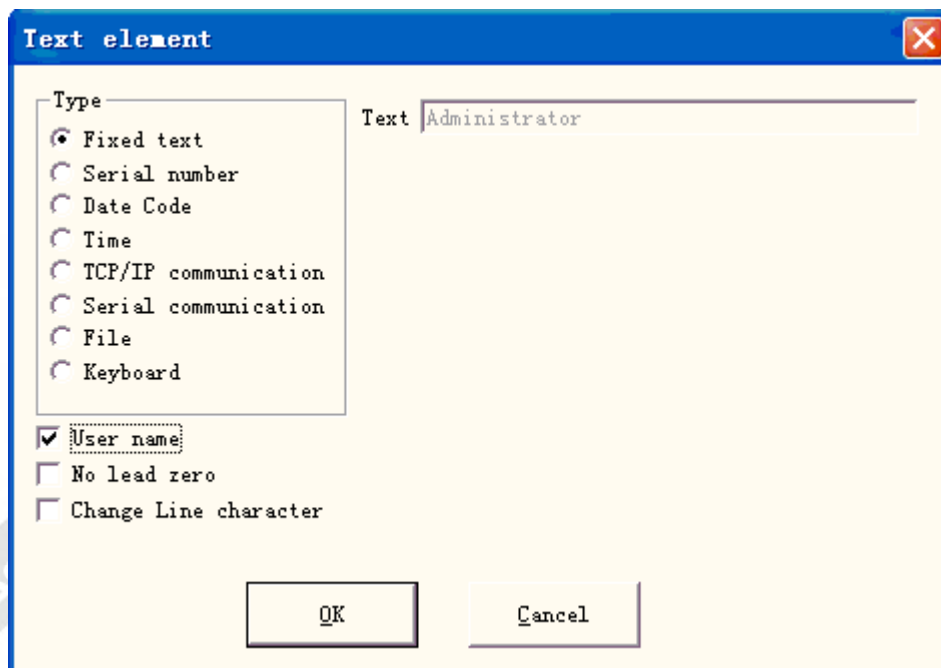 Text element
Type
Fixed text
Serial number
Date Code
Time
TCP/IP communication
Serial communication
File
Keyboard
Text Administrator
User name
No lead zero
Change Line character
OK Cancel